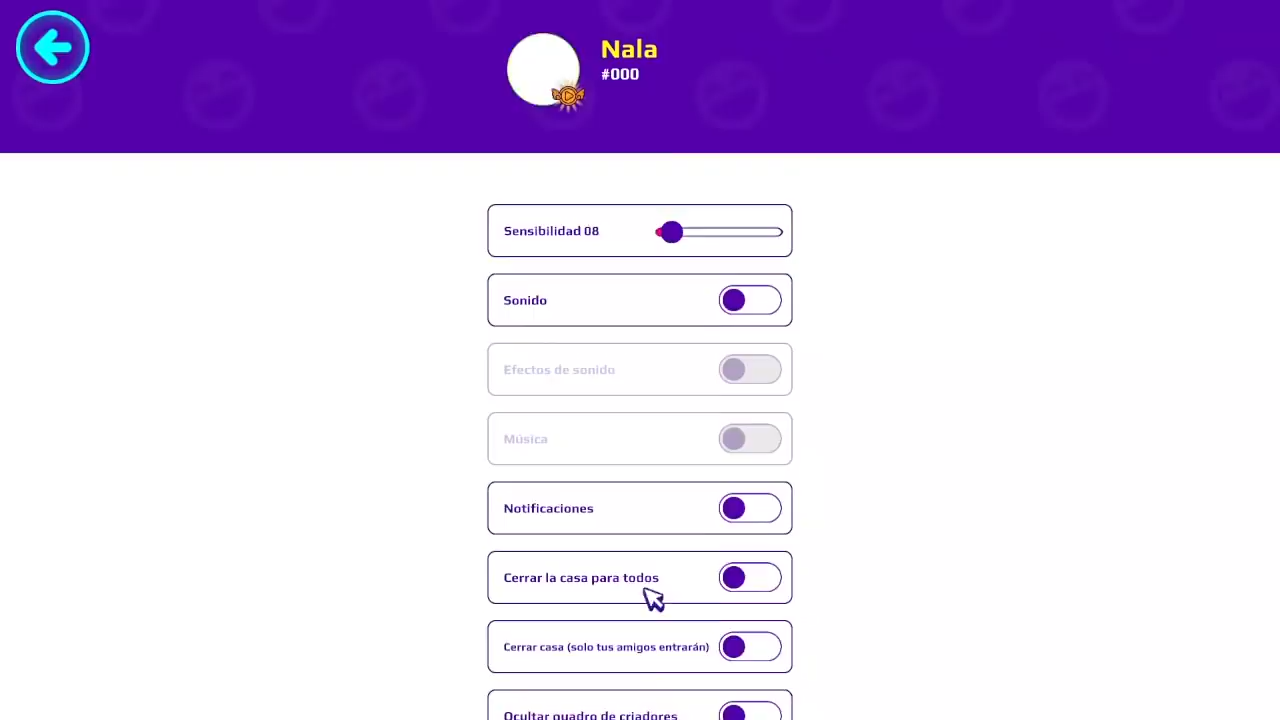 Nala
#000
Sensibilidad 08
Sonido
Efectos de sonido
Música
Notificaciones
Cerrar la casa para todos
Cerrar casa (solo tus amigos entrarán)
Ocultar quadro de criadores